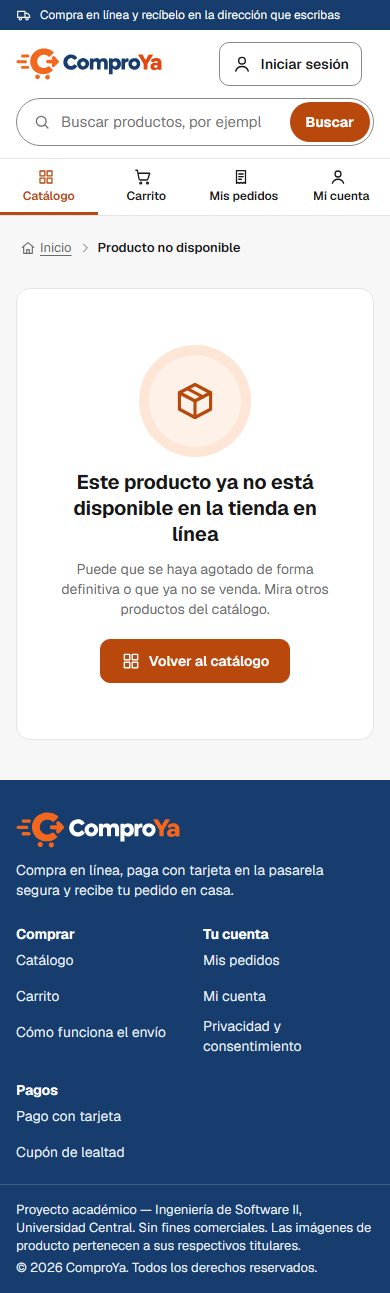 Compra en línea y recíbelo en la dirección que escribas
ComproYa
Iniciar sesión
Buscar productos, por ejempl
Buscar
Catálogo
Carrito
Mis pedidos
Mi cuenta
Inicio
Producto no disponible
Este producto ya no está
disponible en la tienda en
línea
Puede que se haya agotado de forma
definitiva o que ya no se venda. Mira otros
productos del catálogo.
Volver al catálogo
ComproYa
Compra en línea, paga con tarjeta en la pasarela
segura y recibe tu pedido en casa.
Comprar
Catálogo
Carrito
Cómo funciona el envío
Tu cuenta
Mis pedidos
Mi cuenta
Privacidad y
consentimiento
Pagos
Pago con tarjeta
Cupón de lealtad
Proyecto académico — Ingeniería de Software II,
Universidad Central. Sin fines comerciales. Las imágenes de
producto pertenecen a sus respectivos titulares.
© 2026 ComproYa. Todos los derechos reservados.